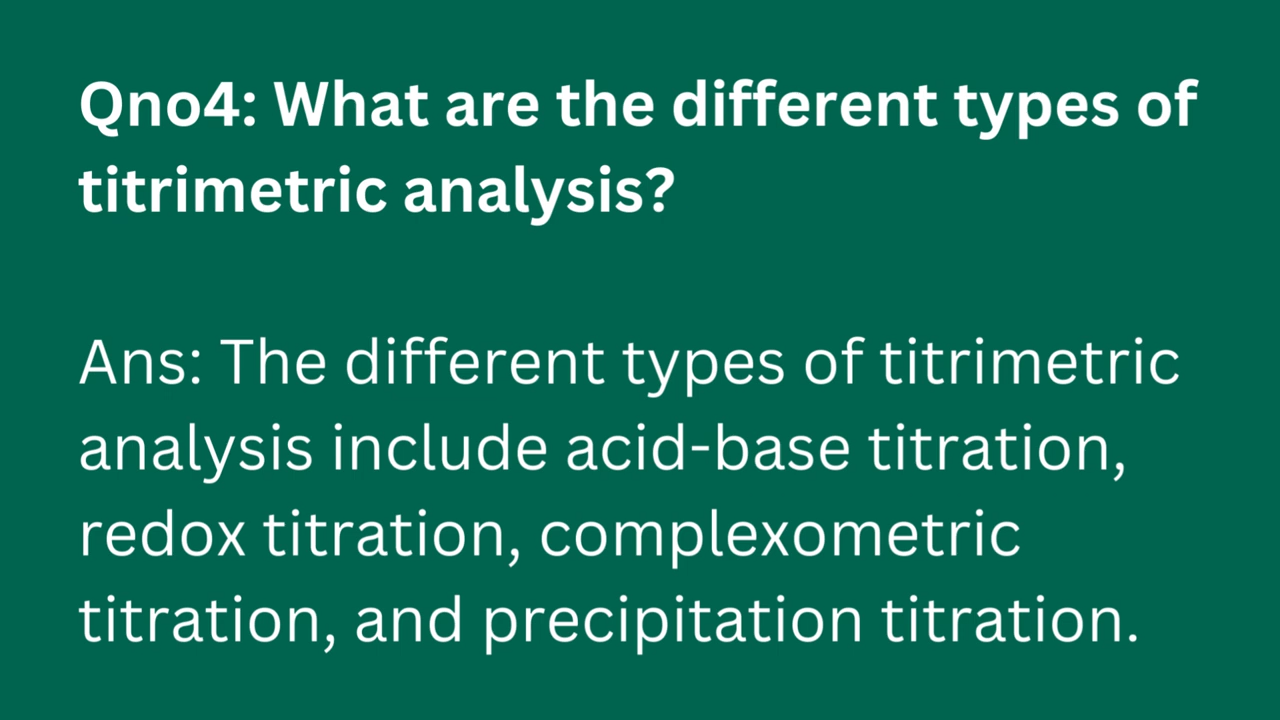 Qno4: What are the different types of
titrimetric analysis?
Ans: The different types of titrimetric
analysis include acid-base titration,
redox titration, complexometric
titration, and precipitation titration.